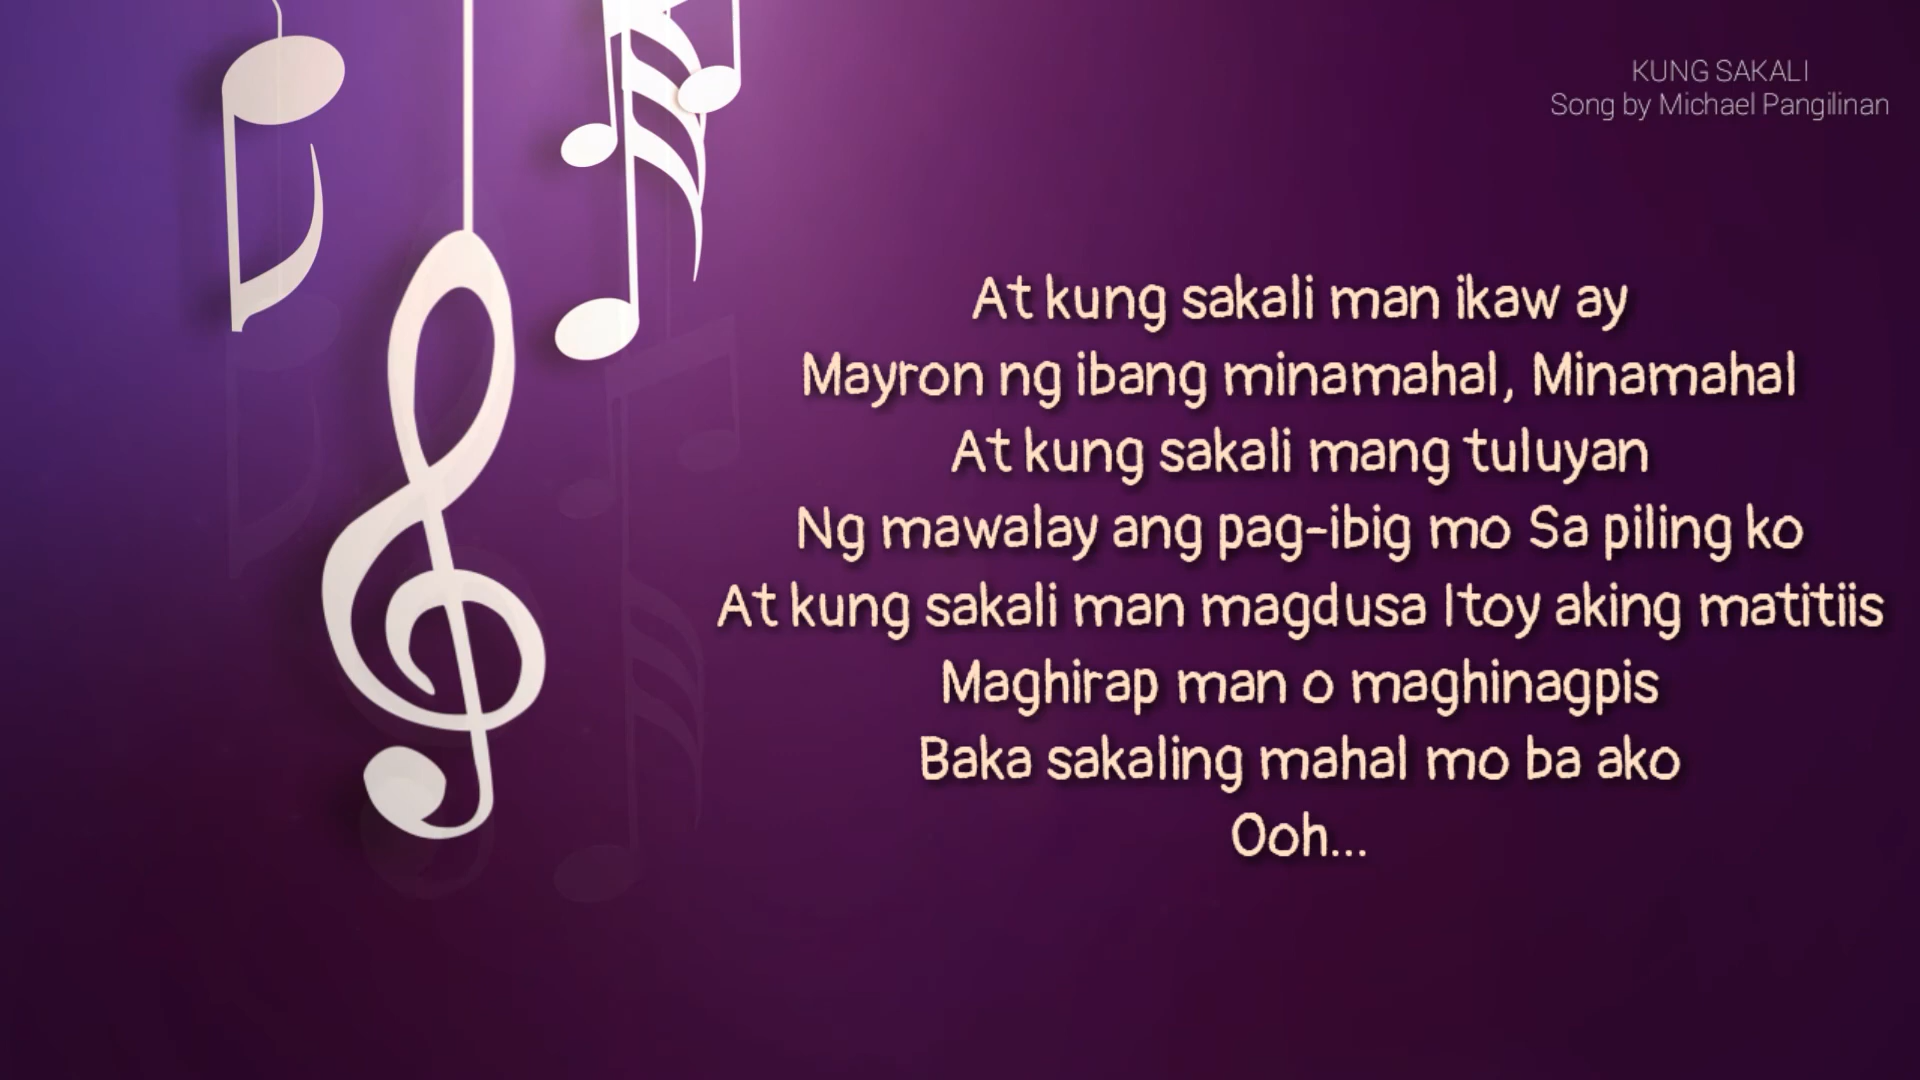 KUNG SAKALI
Song by Michael Pangilinan
At kung sakali man ikaw ay
Mayron ng ibang minamahal, Minamahal
At kung sakali mang tuluyan
Ng mawalay ang pag-ibig mo Sa piling ko
At kung sakali man magdusa Itoy aking matitiis
Maghirap man o maghinagpis
Baka sakaling mahal mo ba ako
Ooh...